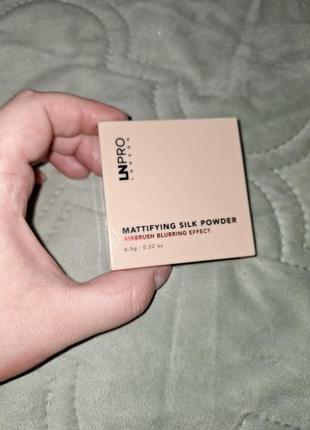 LNPRO
LONDON
MATTIFYING SILK POWDER
AIRBRUSH BLURRING EFFECT
6.5g / 0.22 oz